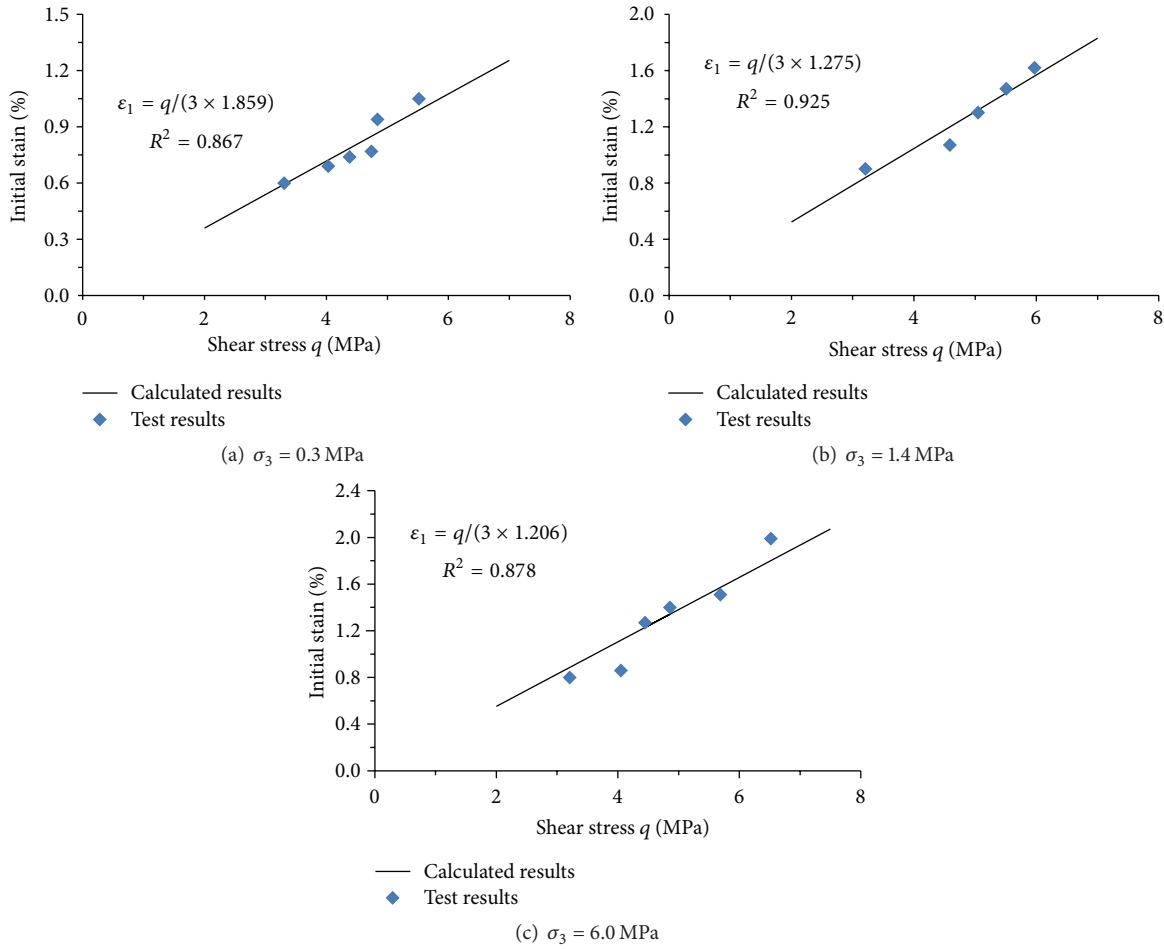 1.5
1.2
0.9
0.6
0.3
0.0
Initial stain (%)
ε₁ = q/(3 × 1.859)
R² = 0.867
0 2 4 6 8
Shear stress q (MPa)
Calculated results
Test results
(a) σ₃ = 0.3 MPa
2.0
1.6
1.2
0.8
0.4
0.0
Initial stain (%)
ε₁ = q/(3 × 1.275)
R² = 0.925
0 2 4 6 8
Shear stress q (MPa)
Calculated results
Test results
(b) σ₃ = 1.4 MPa
2.4
2.0
1.6
1.2
0.8
0.4
0.0
Initial stain (%)
ε₁ = q/(3 × 1.206)
R² = 0.878
0 2 4 6 8
Shear stress q (MPa)
Calculated results
Test results
(c) σ₃ = 6.0 MPa